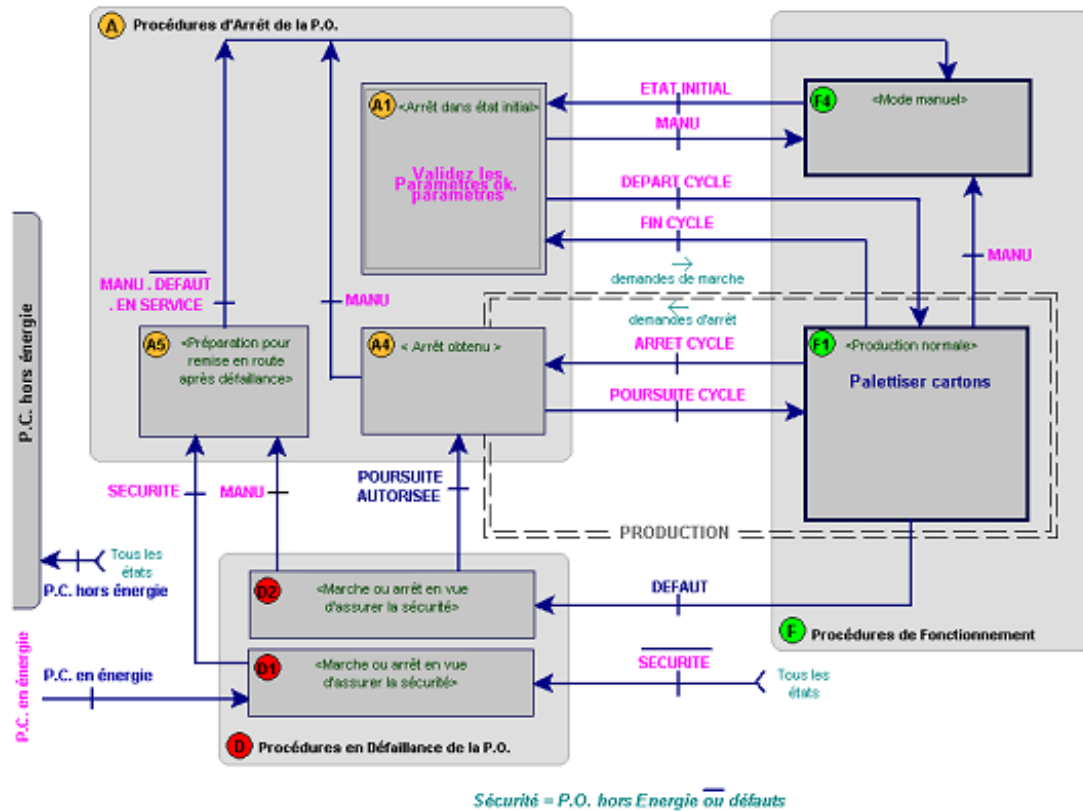 A Procédures d'Arrêt de la P.O.
A1 «Arrêt dans état initial»
Validez les
Paramètres ok.
paramètres
ETAT INITIAL
MANU
F4 «Mode manuel»
DEPART CYCLE
FIN CYCLE
demandes de marche
demandes d'arrêt
MANU
MANU . DEFAUT
. EN SERVICE
MANU
P.C. hors énergie
A5 «Préparation pour
remise en route
après défaillance»
A4 < Arrêt obtenu >
ARRET CYCLE
POURSUITE CYCLE
F1 «Production normale»
Palettiser cartons
SECURITE
MANU
POURSUITE
AUTORISEE
PRODUCTION
Tous les
états
P.C. hors énergie
D2 «Marche ou arrêt en vue
d'assurer la sécurité»
DEFAUT
F Procédures de Fonctionnement
P.C. en énergie
P.C. en énergie
D1 «Marche ou arrêt en vue
d'assurer la sécurité»
SECURITE
Tous les
états
D Procédures en Défaillance de la P.O.
Sécurité = P.O. hors Energie ou défauts